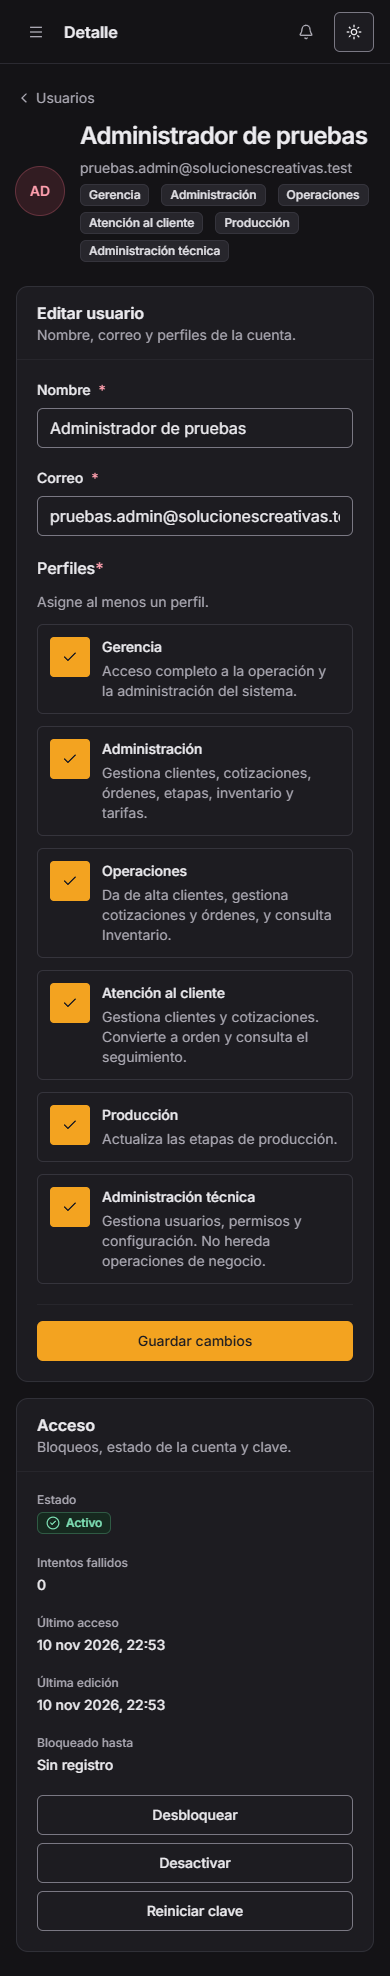 Detalle
Usuarios
Administrador de pruebas
AD
pruebas.admin@solucionescreativas.test
Gerencia Administración Operaciones
Atención al cliente Producción
Administración técnica
Editar usuario
Nombre, correo y perfiles de la cuenta.
Nombre *
Administrador de pruebas
Correo *
pruebas.admin@solucionescreativas.te
Perfiles*
Asigne al menos un perfil.
Gerencia
Acceso completo a la operación y
la administración del sistema.
Administración
Gestiona clientes, cotizaciones,
órdenes, etapas, inventario y
tarifas.
Operaciones
Da de alta clientes, gestiona
cotizaciones y órdenes, y consulta
Inventario.
Atención al cliente
Gestiona clientes y cotizaciones.
Convierte a orden y consulta el
seguimiento.
Producción
Actualiza las etapas de producción.
Administración técnica
Gestiona usuarios, permisos y
configuración. No hereda
operaciones de negocio.
Guardar cambios
Acceso
Bloqueos, estado de la cuenta y clave.
Estado
Activo
Intentos fallidos
0
Último acceso
10 nov 2026, 22:53
Última edición
10 nov 2026, 22:53
Bloqueado hasta
Sin registro
Desbloquear
Desactivar
Reiniciar clave